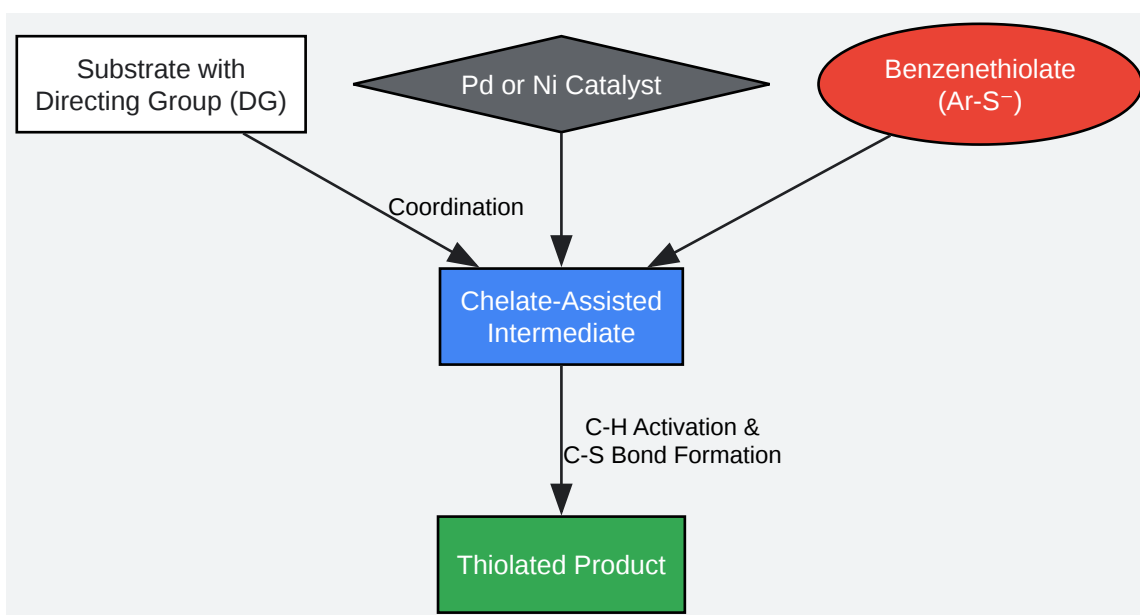 Substrate with
Directing Group (DG)
Pd or Ni Catalyst
Benzenethiolate
(Ar-S⁻)
Coordination
Chelate-Assisted
Intermediate
C-H Activation &
C-S Bond Formation
Thiolated Product